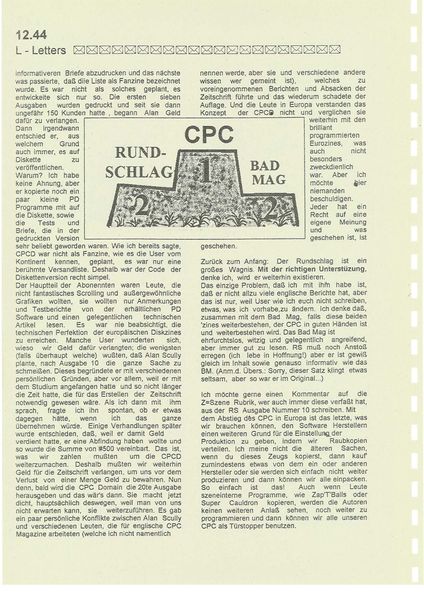 12.44
L - Letters
informativeren Briefe abzudrucken und das nächste
was passierte, daß die Liste als Fanzine bezeichnet
wurde. Es war nicht als solches geplant, es
entwickelte sich nur so. Die ersten sieben
Ausgaben wurden gedruckt und seit sie dann
ungefähr 150 Kunden hatte , begann Alan Geld
dafür zu verlangen.
Dann irgendwann
entschied er, aus
welchem Grund
auch immer, es auf
Diskette zu
veröffentlichen.
Warum? Ich habe
keine Ahnung, aber
er kopierte noch ein
paar kleine PD
Programme mit auf
die Diskette, sowie
die Tests und
Briefe, die in der
gedruckten Version
sehr beliebt geworden waren. Wie ich bereits sagte,
CPCD war nicht als Fanzine, wie es die User vom
Kontinent kennen, geplant, es war nur eine
berühmte Versandliste. Deshalb war der Code der
Diskettenversion recht simpel.
Der Hauptteil der Abonnenten waren Leute, die
nicht fantastisches Scrolling und außergewöhnliche
Grafiken wollten, sie wollten nur Anmerkungen
und Testberichte von der erhältlichen PD
Software und einen gelegentlichen technischen
Artikel lesen. Es war nie beabsichtigt, die
technischen Perfektion der europäischen Diskzines
zu erreichen. Manche User wunderten sich,
wieso wir Geld dafür verlangten; die wenigsten
(falls überhaupt welche) wußten, daß Alan Scully
plante, nach Ausgabe 10 die ganze Sache zu
schmeißen. Dieses begründete er mit verschiedenen
persönlichen Gründen, aber vor allem, weil er mit
dem Studium angefangen hatte und so nicht länger
die Zeit hatte, die für das Erstellen der Zeitschrift
notwendig gewesen wäre. Als ich dann mit ihm
sprach, fragte ich ihn spontan, ob er etwas
dagegen hätte, wenn ich das ganze
übernehmen würde. Einige Verhandlungen später
wurde entschieden, daß, weil er damit Geld
verdient hatte, er eine Abfindung haben wollte und
so wurde die Summe von #500 vereinbart. Das ist,
was wir zahlen mußten um die CPCD
weiterzumachen. Deshalb mußten wir weiterhin
Geld für die Zeitschrift verlangen, um uns vor dem
Verlust von einer Menge Geld zu bewahren. Nun
denn, bald wird die CPC Domain die 20te Ausgabe
herausgeben und das wär's dann. Sie macht jetzt
dicht, hauptsächlich deswegen, weil man von uns
nicht erwarten kann, sie weiterzuführen. Es gab
ein paar persönliche Konflikte zwischen Alan Scully
und verschiedenen Leuten, die für englische CPC
Magazine arbeiteten (welche ich nicht namentlich
CPC
RUND-
SCHLAG
BAD
MAG
1
2
2
nennen werde, aber sie und verschiedene andere
wissen wer gemeint ist), welches zu
voreingenommenen Berichten und Absacken der
Zeitschrift führte und das wiederum schadete der
Auflage. Und die Leute in Europa verstanden das
Konzept der CPCD nicht und verglichen sie
weiterhin mit den
brilliant
programmierten
Eurozines, was
auch nicht
besonders
zweckdienlich
war. Aber ich
möchte hier
niemanden
beschuldigen.
Jeder hat ein
Recht auf eine
eigene Meinung
und was
geschehen ist, ist
geschehen.
Zurück zum Anfang: Der Rundschlag ist ein
großes Wagnis. Mit der richtigen Unterstützung,
denke ich, wird er weiterhin existieren.
Das einzige Problem, daß ich mit ihm habe ist,
daß er nicht allzu viele englische Berichte hat, aber
das ist nur, weil User wie ich euch nicht schreiben,
etwas, was ich vorhabe zu ändern. Ich denke daß,
zusammen mit dem Bad Mag, falls diese beiden
'zines weiterbestehen, der CPC in guten Händen ist
und weiterbestehen wird. Das Bad Mag ist
ehrfurchtslos, witzig und gelegentlich angreifend,
aber immer gut zu lesen. RS muß noch Anstoß
erregen (ich lebe in Hoffnung!) aber er ist gewiß
gleich im Inhalt sowie genauso informativ wie das
BM. (Anm.d. Übers.: Sorry, dieser Satz klingt etwas
seltsam, aber so war er im Original...)
Ich möchte gerne einen Kommentar auf die
Z=Szene Rubrik, wer auch immer diese verfaßt hat,
aus der RS Ausgabe Nummer 10 schreiben. Mit
dem Abstieg des CPC in Europa ist das letzte, was
wir brauchen können, den Software Herstellern
einen weiteren Grund für die Einstellung der
Produktion zu geben, indem wir Raubkopien
verteilen. Ich meine nicht die älteren Sachen,
wenn du dieses Zeugs kopierst, dann kauf
zumindestens etwas von dem ein oder anderen
Hersteller oder sie werden sich einfach nicht weiter
produzieren und dann können wir alle einpacken.
So einfach ist das! Auch wenn Leute
szeneinterne Programme, wie Zap'T'Balls oder
Super Cauldron kopieren, werden die Autoren
keinen weiteren Anlaß sehen, noch weiter zu
programmieren und dann können wir alle unseren
CPC als Türstopper benutzen.